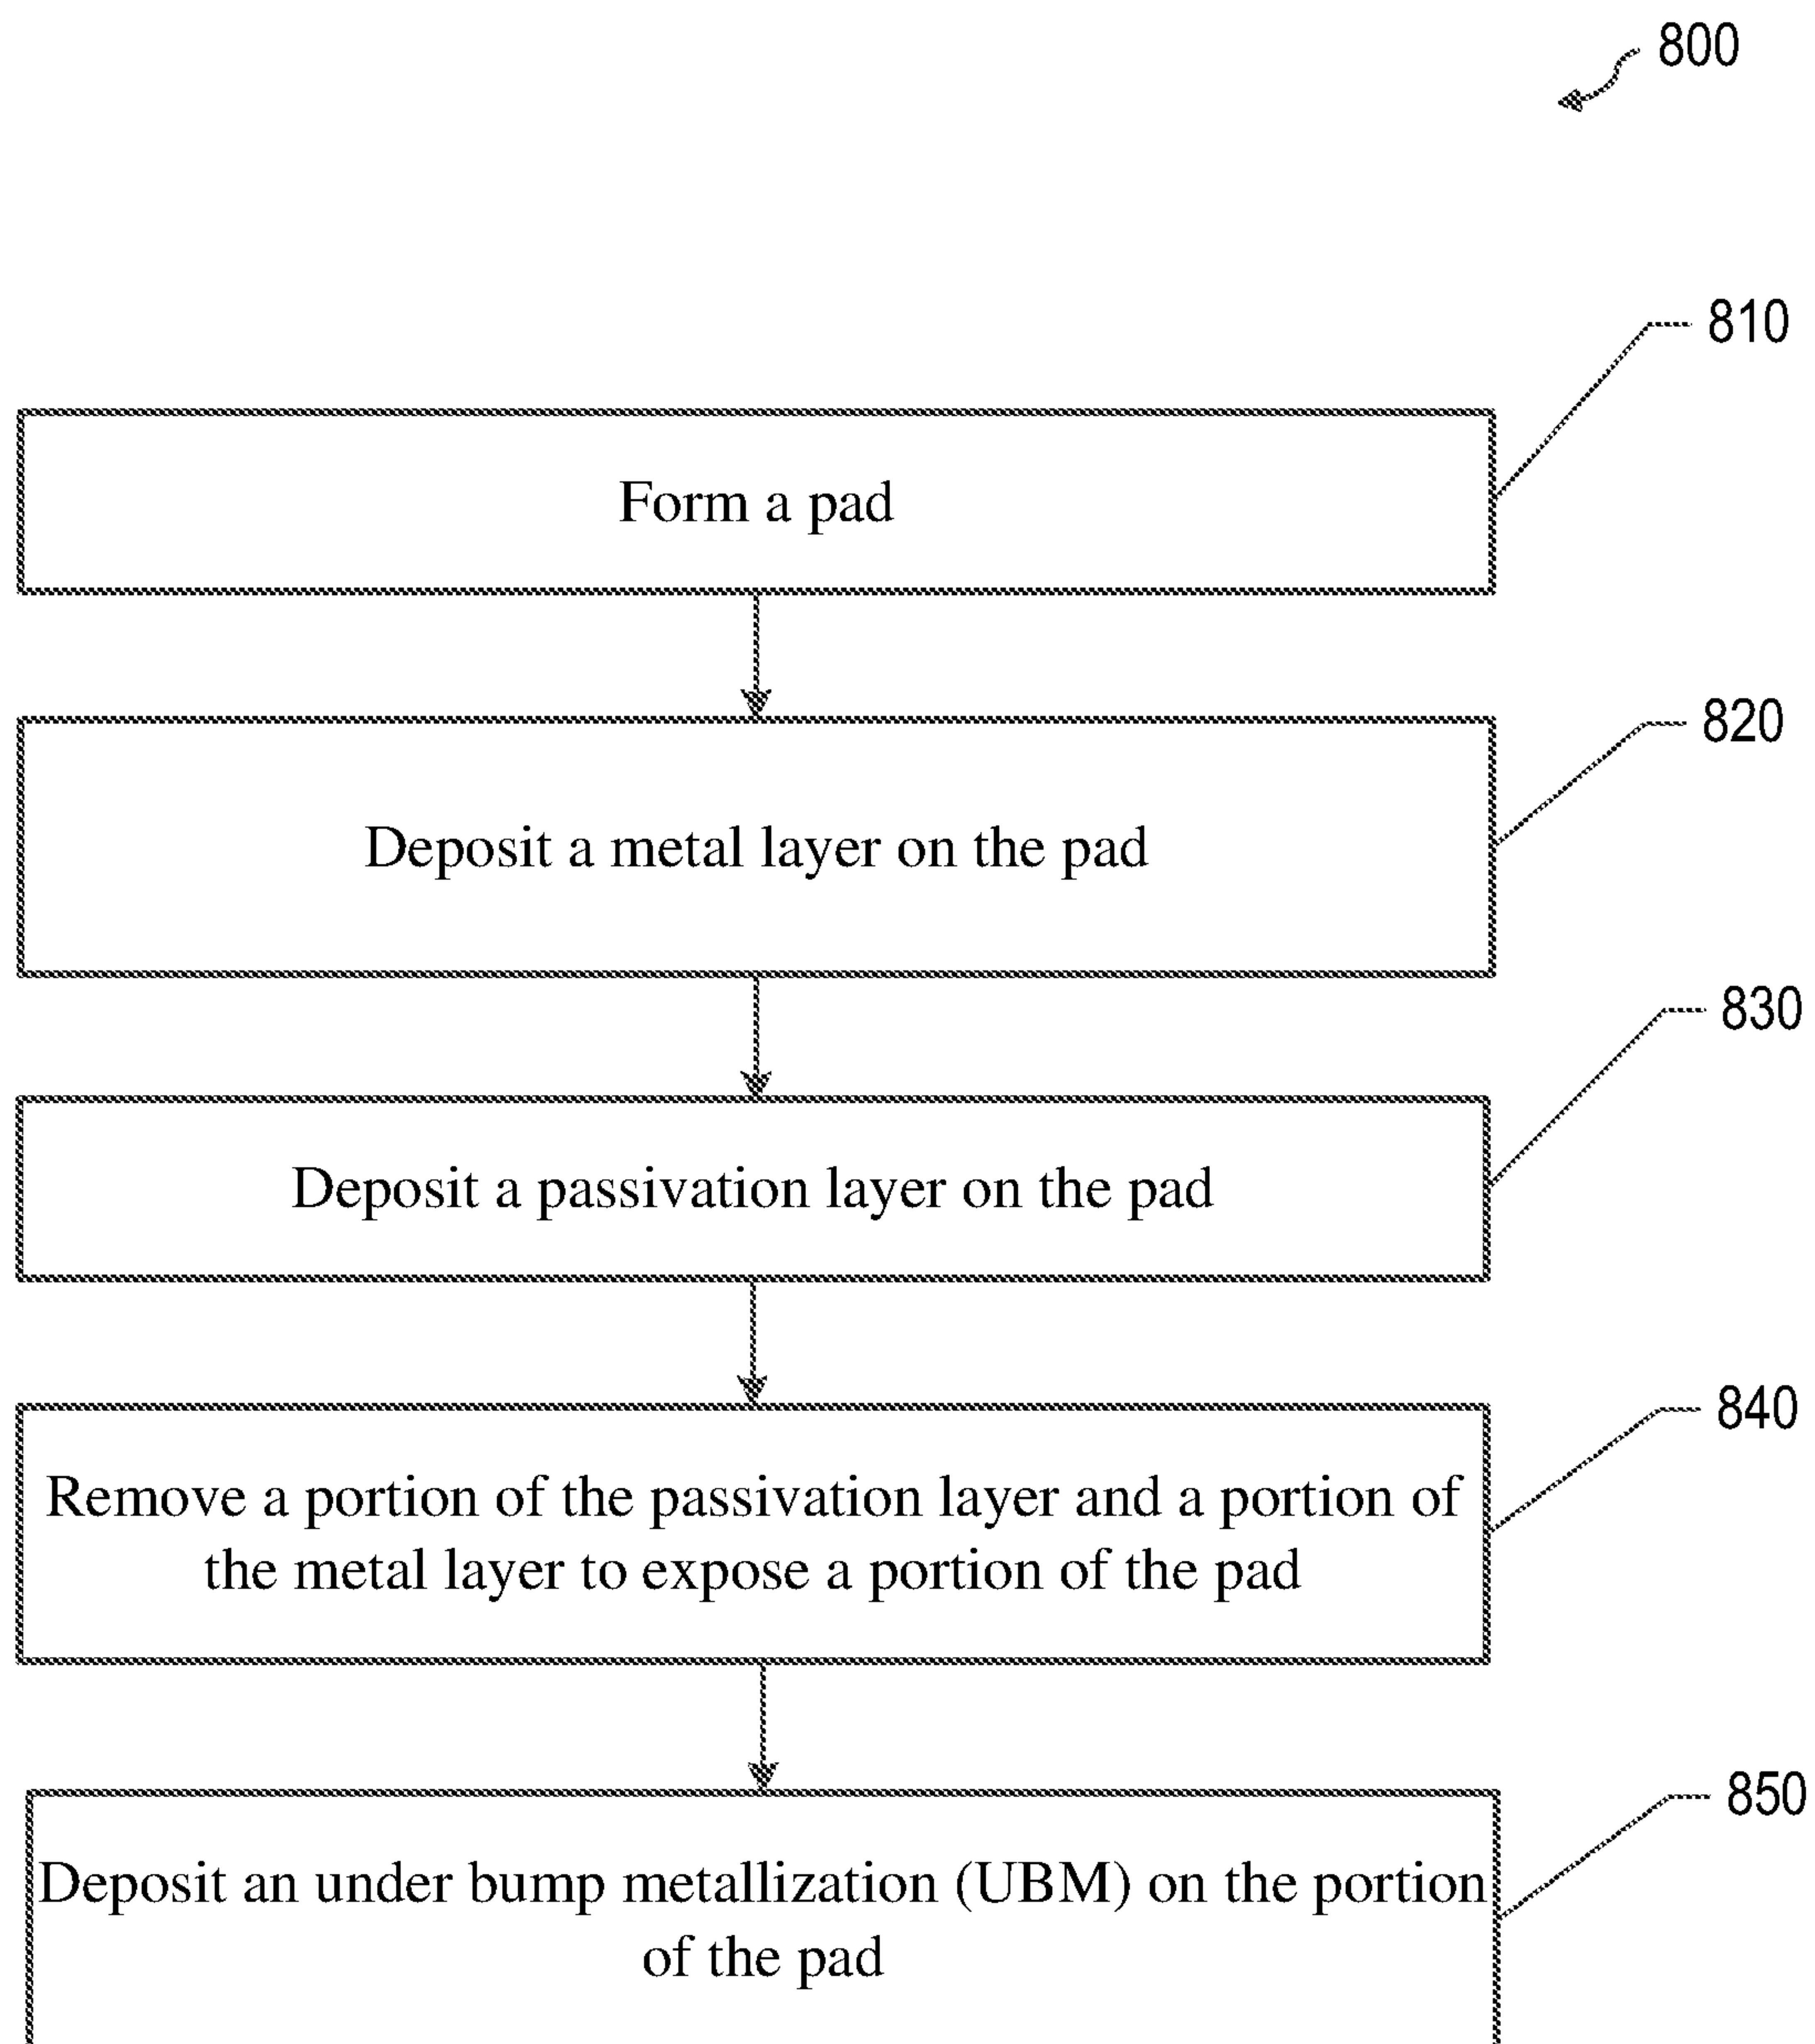 800
810
Form a pad
820
Deposit a metal layer on the pad
830
Deposit a passivation layer on the pad
840
Remove a portion of the passivation layer and a portion of
the metal layer to expose a portion of the pad
850
Deposit an under bump metallization (UBM) on the portion
of the pad